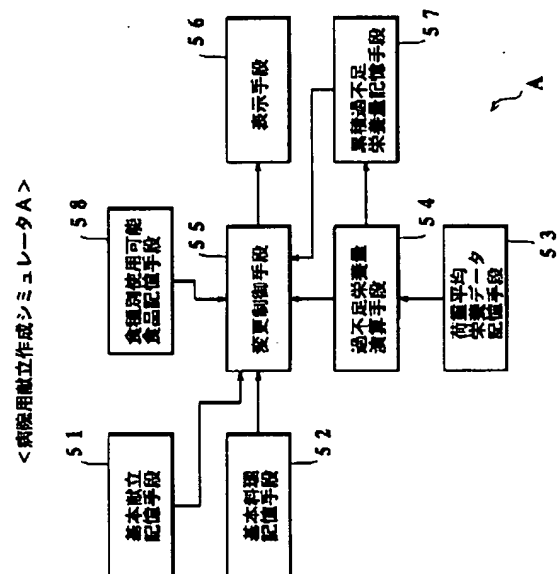 <病院用献立作成シミュレータA>
51
基本献立
記憶手段
52
基本料理
記憶手段
58
食種別使用可能
食品記憶手段
55
変更制御手段
54
過不足栄養量
演算手段
53
荷重平均
栄養データ
記憶手段
56
表示手段
57
累積過不足
栄養量記憶手段
A